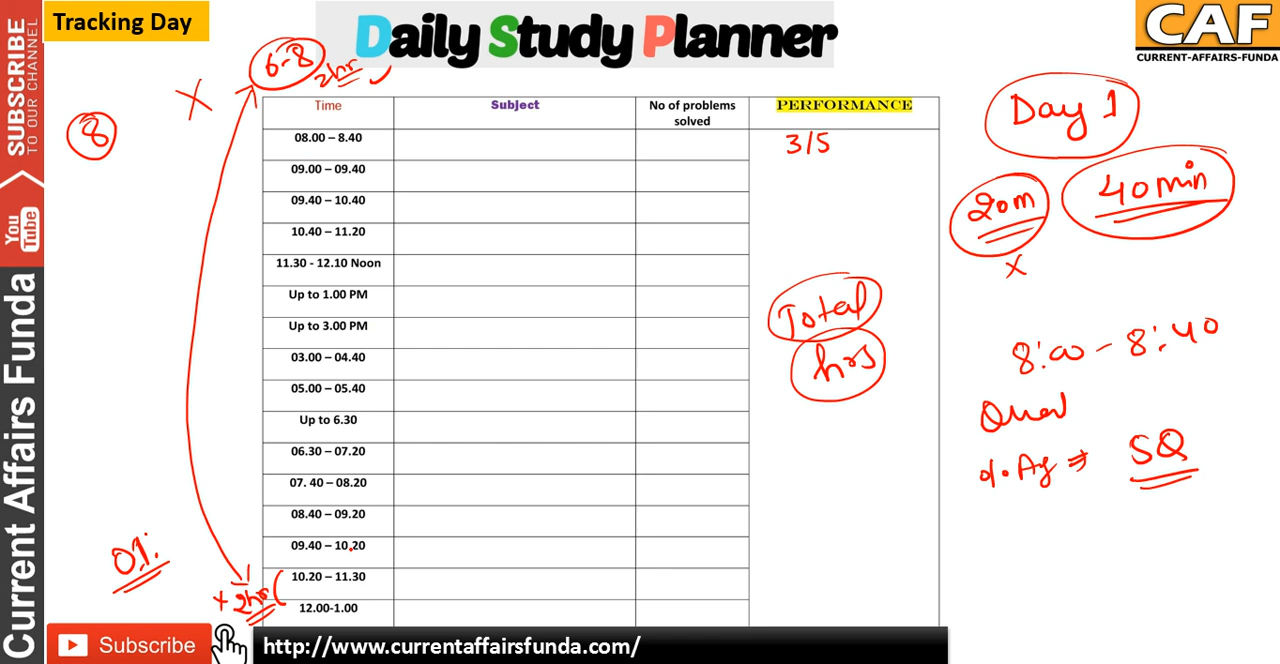 Tracking Day
Daily Study Planner
CAF
CURRENT-AFFAIRS-FUNDA
SUBSCRIBE
TO OUR CHANNEL
You
Tube
Current Affairs Funda
6-8
2hr
X
8
Time Subject No of problems solved PERFORMANCE
08.00 – 8.40 3/5
09.00 – 09.40
09.40 – 10.40
10.40 – 11.20
11.30 - 12.10 Noon
Up to 1.00 PM
Up to 3.00 PM
03.00 – 04.40
05.00 – 05.40
Up to 6.30
06.30 – 07.20
07. 40 – 08.20
08.40 – 09.20
09.40 – 10.20
10.20 – 11.30
12.00-1.00
Total
hrs
Day 1
20m
40min
X
8:00 – 8:40
SQ
+ 2hr
Subscribe
http://www.currentaffairsfunda.com/